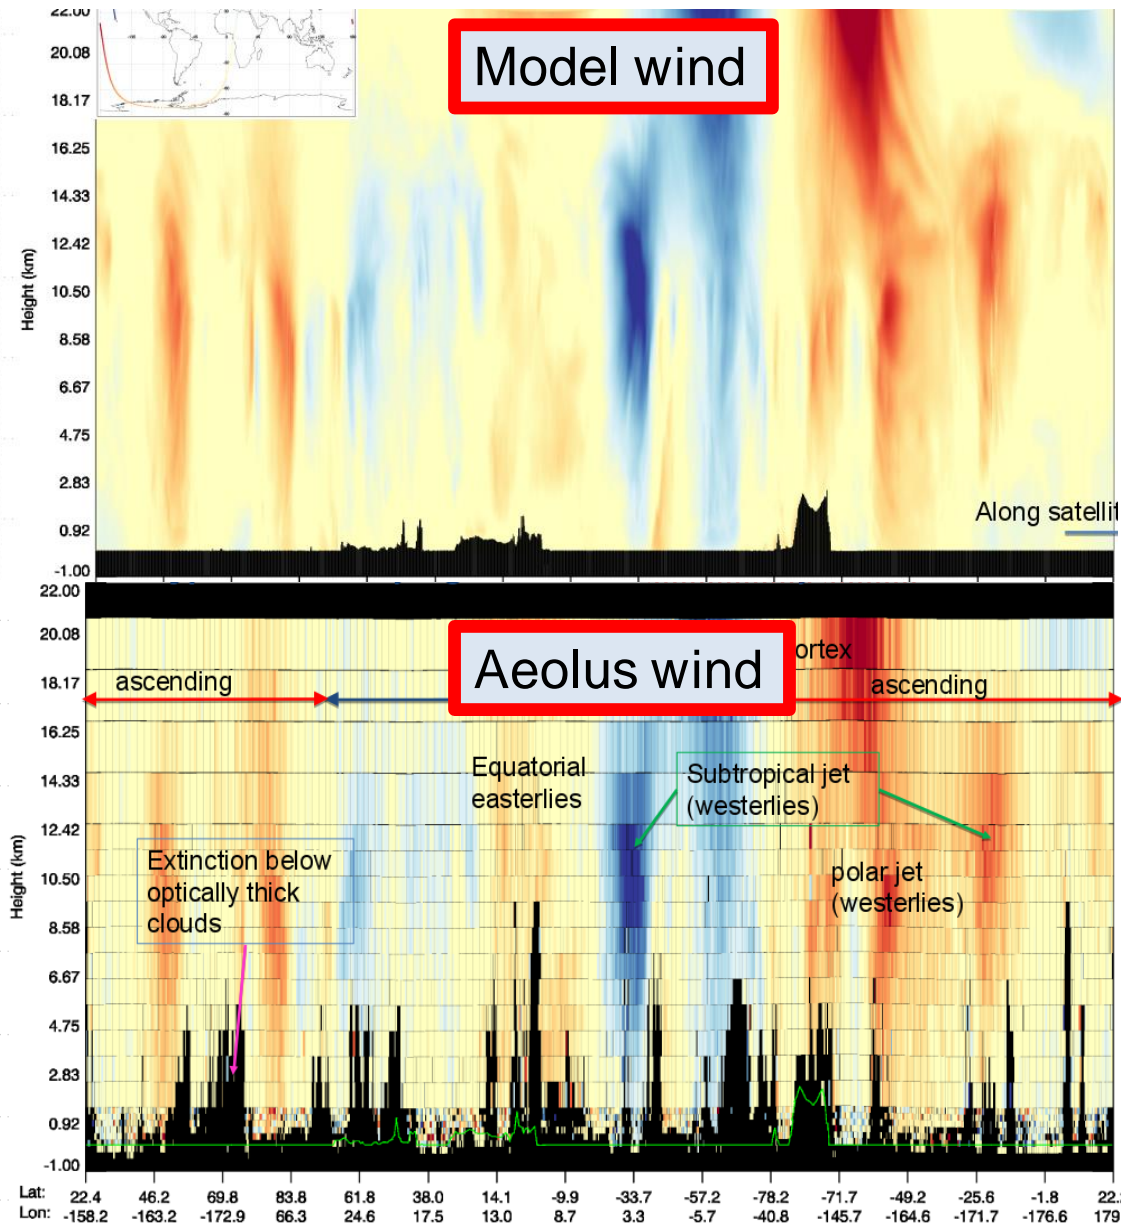 22.00
Model wind
20.08
18.17
16.25
14.33
12.42
Height (km)
10.50
8.58
6.67
4.75
2.83
Along satellit
0.92
-1.00
22.00
20.08
Aeolus wind
ortex
18.17
ascending
ascending
16.25
Equatorial
easterlies
Subtropical jet
(westerlies)
14.33
12.42
Extinction below
optically thick
clouds
Height (km)
10.50
polar jet
(westerlies)
8.58
6.67
4.75
2.83
0.92
-1.00
Lat: 22.4 46.2 69.8 83.8 61.8 38.0 14.1 -9.9 -33.7 -57.2 -78.2 -71.7 -49.2 -25.6 -1.8 22.
Lon: -158.2 -163.2 -172.9 66.3 24.6 17.5 13.0 8.7 3.3 -5.7 -40.8 -145.7 -164.6 -171.7 -176.6 179